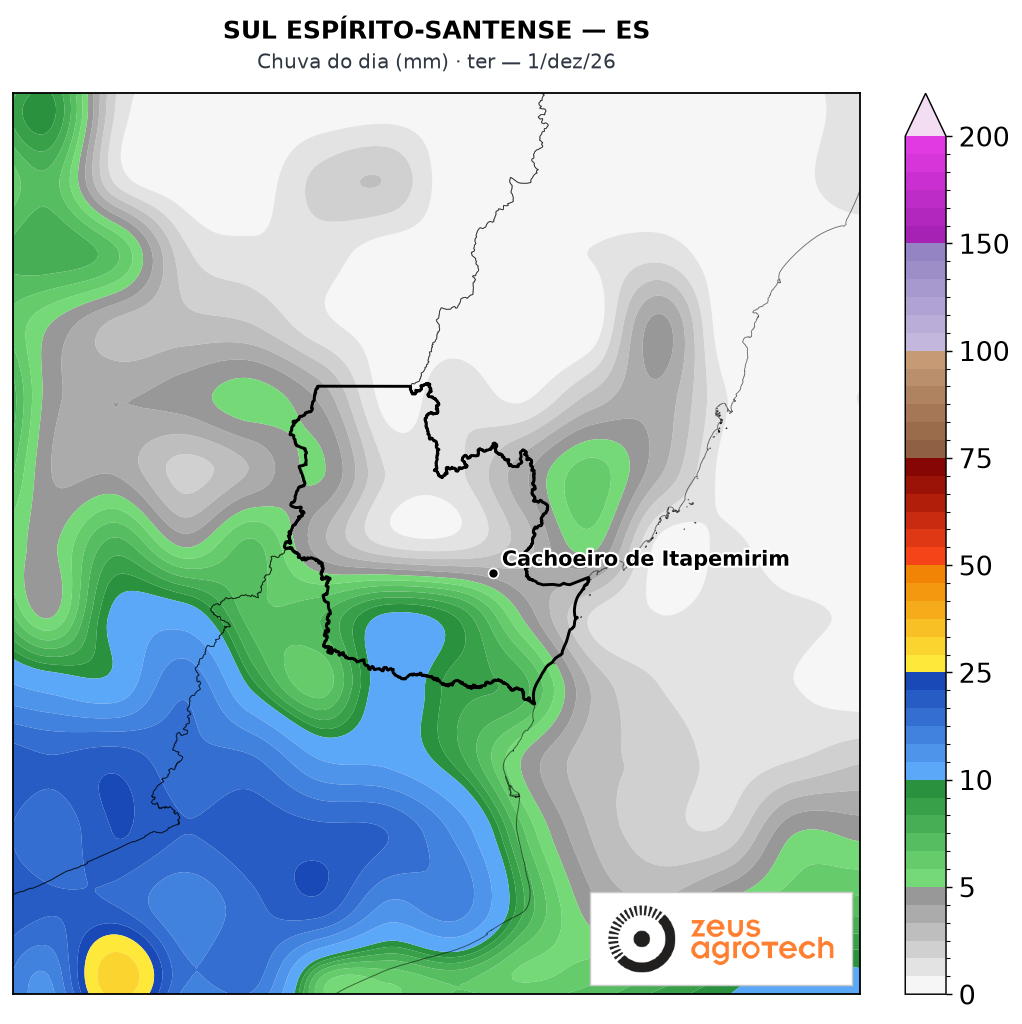 SUL ESPÍRITO-SANTENSE — ES
Chuva do dia (mm) · ter — 1/dez/26
200
150
100
75
50
25
10
5
0
Cachoeiro de Itapemirim
zeus
agrotech